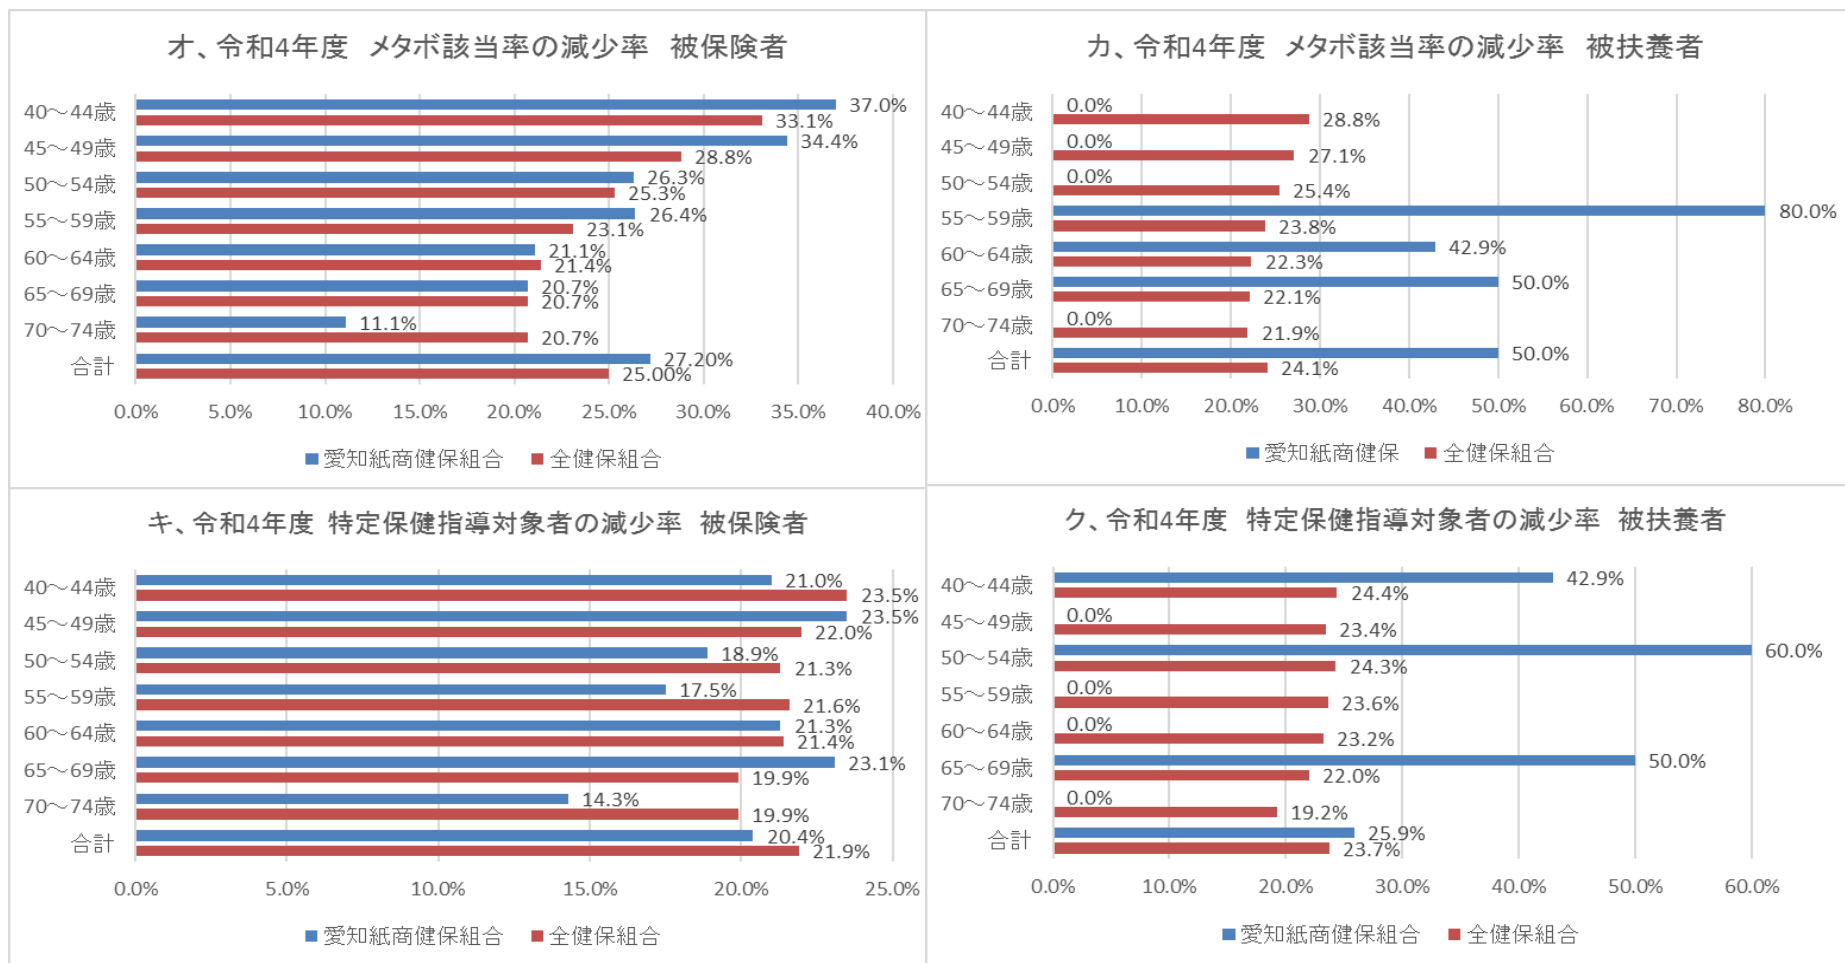 オ、令和4年度 メタボ該当率の減少率 被保険者
40～44歳
37.0%
33.1%
45～49歳
34.4%
28.8%
50～54歳
26.3%
25.3%
55～59歳
26.4%
23.1%
60～64歳
21.1%
21.4%
65～69歳
20.7%
20.7%
70～74歳
11.1%
20.7%
合計
27.20%
25.00%
0.0% 5.0% 10.0% 15.0% 20.0% 25.0% 30.0% 35.0% 40.0%
愛知紙商健保組合 全健保組合
カ、令和4年度 メタボ該当率の減少率 被扶養者
40～44歳
0.0%
28.8%
45～49歳
0.0%
27.1%
50～54歳
0.0%
25.4%
55～59歳
80.0%
23.8%
60～64歳
42.9%
22.3%
65～69歳
50.0%
22.1%
70～74歳
0.0%
21.9%
合計
50.0%
24.1%
0.0% 10.0% 20.0% 30.0% 40.0% 50.0% 60.0% 70.0% 80.0%
愛知紙商健保 全健保組合
キ、令和4年度 特定保健指導対象者の減少率 被保険者
40～44歳
21.0%
23.5%
45～49歳
23.5%
22.0%
50～54歳
18.9%
21.3%
55～59歳
17.5%
21.6%
60～64歳
21.3%
21.4%
65～69歳
23.1%
19.9%
70～74歳
14.3%
19.9%
合計
20.4%
21.9%
0.0% 5.0% 10.0% 15.0% 20.0% 25.0%
愛知紙商健保組合 全健保組合
ク、令和4年度 特定保健指導対象者の減少率 被扶養者
40～44歳
42.9%
24.4%
45～49歳
0.0%
23.4%
50～54歳
60.0%
24.3%
55～59歳
0.0%
23.6%
60～64歳
0.0%
23.2%
65～69歳
50.0%
22.0%
70～74歳
0.0%
19.2%
合計
25.9%
23.7%
0.0% 10.0% 20.0% 30.0% 40.0% 50.0% 60.0%
愛知紙商健保組合 全健保組合